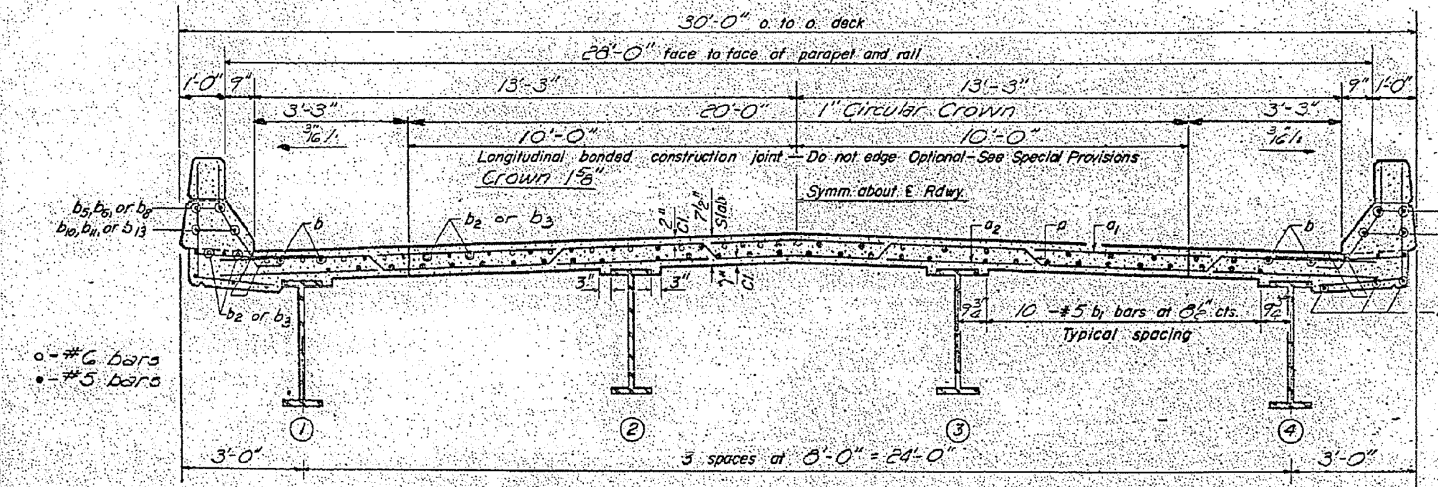 30'-0" o. to o. deck
28'-0" face to face of parapet and rail
1'-0" 9" 13'-3" 13'-3" 9" 1'-0"
3'-3" 20'-0" 1" Circular Crown 3'-3"
3/16"/1. 10'-0" 10'-0" 3/16"/1.
Longitudinal bonded construction joint — Do not edge Optional - See Special Provisions
Crown 1 5/8"
Symm. about ℄ Rdwy.
b5, b6, or b8
b10, b11, or b13
b b2 or b3 2" Cl. 7 1/2" Slab a2 a a1 b
3" 3" 1" Cl.
b2 or b3
9 3/4" 10 - #5 b1 bars at 8 1/2" cts. 9 3/4"
Typical spacing
o - #6 bars
• - #5 bars
1 2 3 4
3'-0" 3 spaces at 8'-0" = 24'-0" 3'-0"